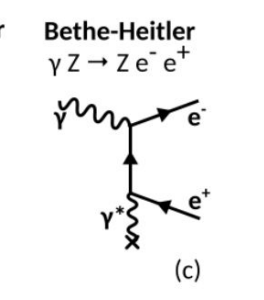 Bethe-Heitler
γ Z → Z e⁻ e⁺
γ
e⁻
e⁺
γ*
(c)